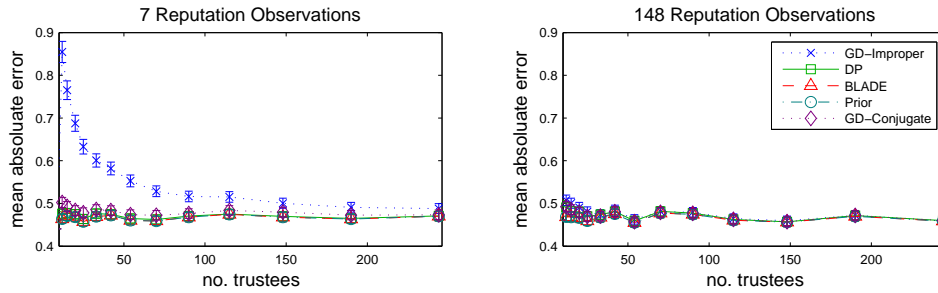 7 Reputation Observations
mean absoluate error
0.9
0.8
0.7
0.6
0.5
0.4
50 100 150 200
no. trustees
148 Reputation Observations
mean absoluate error
0.9
0.8
0.7
0.6
0.5
0.4
50 100 150 200
no. trustees
GD−Improper
DP
BLADE
Prior
GD−Conjugate